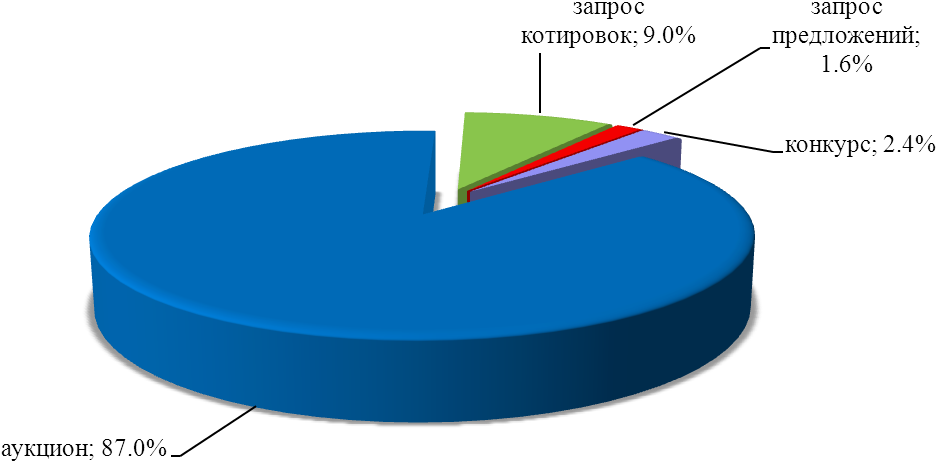 запрос
котировок; 9.0%
запрос
предложений;
1.6%
конкурс; 2.4%
аукцион; 87.0%